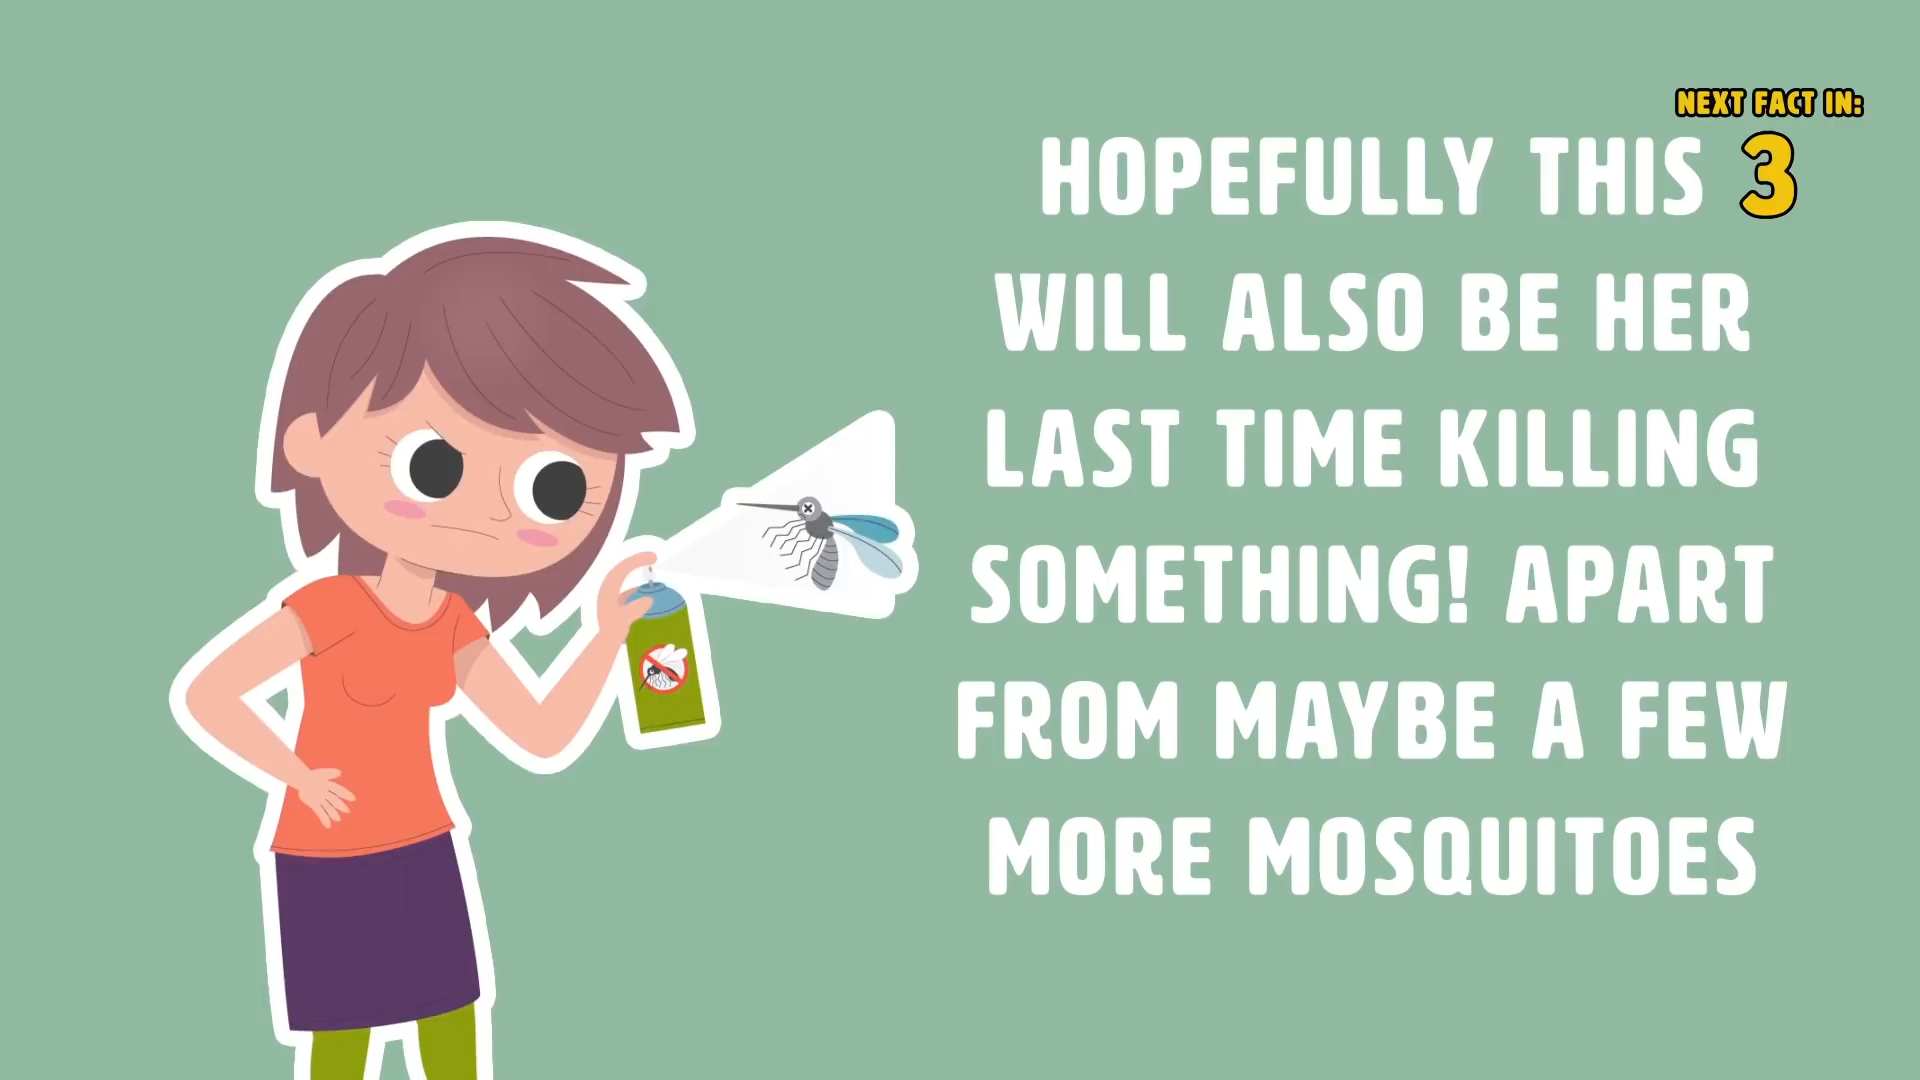 NEXT FACT IN:
3
HOPEFULLY THIS
WILL ALSO BE HER
LAST TIME KILLING
SOMETHING! APART
FROM MAYBE A FEW
MORE MOSQUITOES